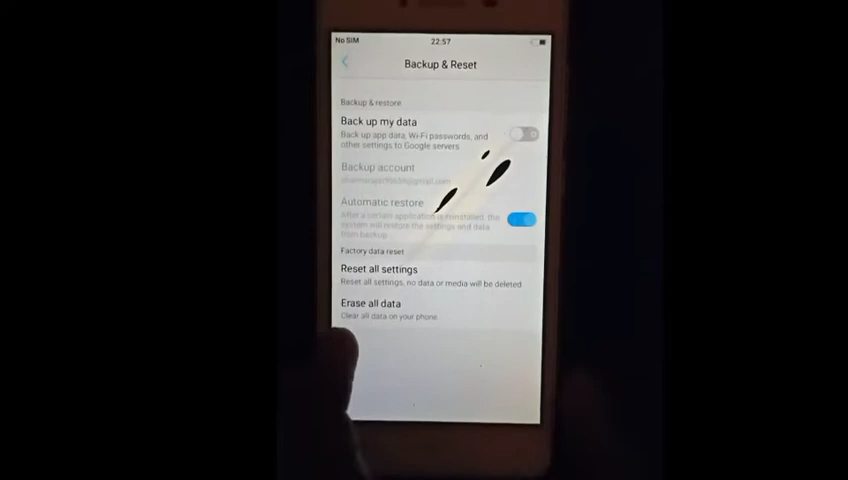 No SIM
22:57
Backup & Reset
Backup & restore
Back up my data
Back up app data, Wi-Fi passwords, and
other settings to Google servers
Backup account
Automatic restore
After a certain application is reinstalled, the
system will restore the settings and data
from backup
Factory data reset
Reset all settings
Reset all settings, no data or media will be deleted
Erase all data
Clear all data on your phone